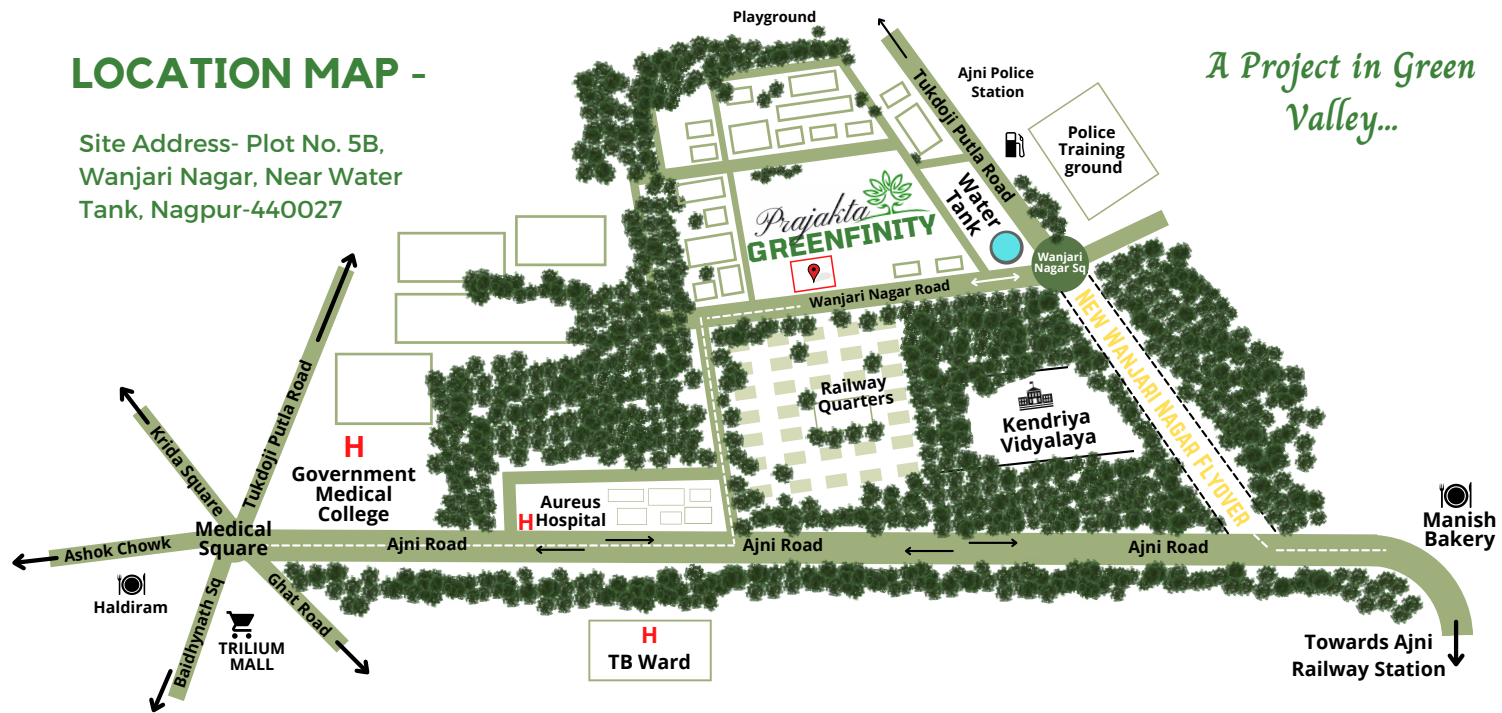 LOCATION MAP -
Site Address- Plot No. 5B,
Wanjari Nagar, Near Water
Tank, Nagpur-440027
Playground
Tukdoji Putla Road
Ajni Police
Station
A Project in Green
Valley...
Police
Training
ground
Water
Tank
Prajakta
GREENFINITY
Wanjari
Nagar Sq
Wanjari Nagar Road
NEW WANJARI NAGAR FLYOVER
Railway
Quarters
Kendriya
Vidyalaya
Tukdoji Putla Road
Krida Square
H
Government
Medical
College
Aureus
H Hospital
Manish
Bakery
Medical
Square
Ashok Chowk
Ajni Road
Ajni Road
Ajni Road
Haldiram
Baidhynath Sq
Ghat Road
TRILIUM
MALL
H
TB Ward
Towards Ajni
Railway Station